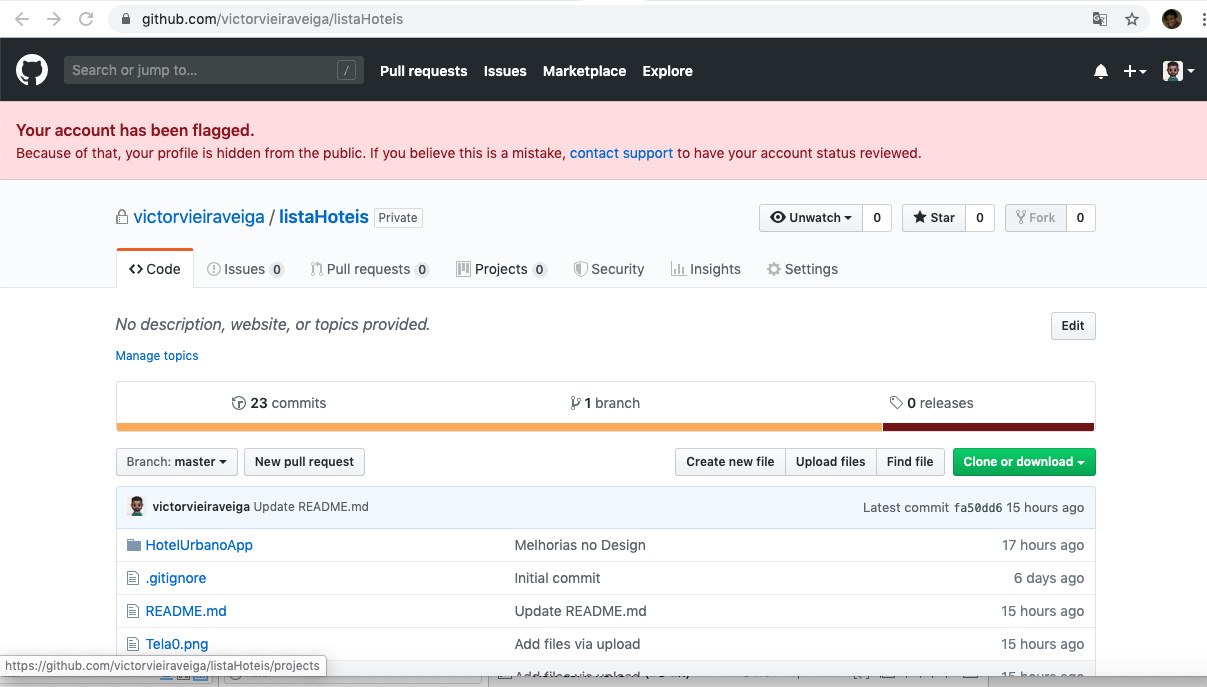 github.com/victorvieiraveiga/listaHoteis
Search or jump to... / Pull requests Issues Marketplace Explore
Your account has been flagged.
Because of that, your profile is hidden from the public. If you believe this is a mistake, contact support to have your account status reviewed.
victorvieiraveiga / listaHoteis Private Unwatch 0 Star 0 Fork 0
Code Issues 0 Pull requests 0 Projects 0 Security Insights Settings
No description, website, or topics provided. Edit
Manage topics
23 commits 1 branch 0 releases
Branch: master New pull request Create new file Upload files Find file Clone or download
victorvieiraveiga Update README.md Latest commit fa50dd6 15 hours ago
HotelUrbanoApp Melhorias no Design 17 hours ago
.gitignore Initial commit 6 days ago
README.md Update README.md 15 hours ago
Tela0.png Add files via upload 15 hours ago
https://github.com/victorvieiraveiga/listaHoteis/projects
Add files via upload 15 hours ago